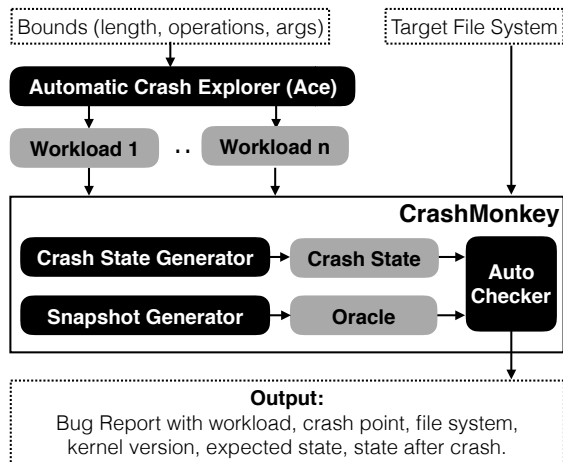 Bounds (length, operations, args) Target File System
Automatic Crash Explorer (Ace)
Workload 1 .. Workload n
CrashMonkey
Crash State Generator Crash State
Auto
Checker
Snapshot Generator Oracle
Output:
Bug Report with workload, crash point, file system,
kernel version, expected state, state after crash.